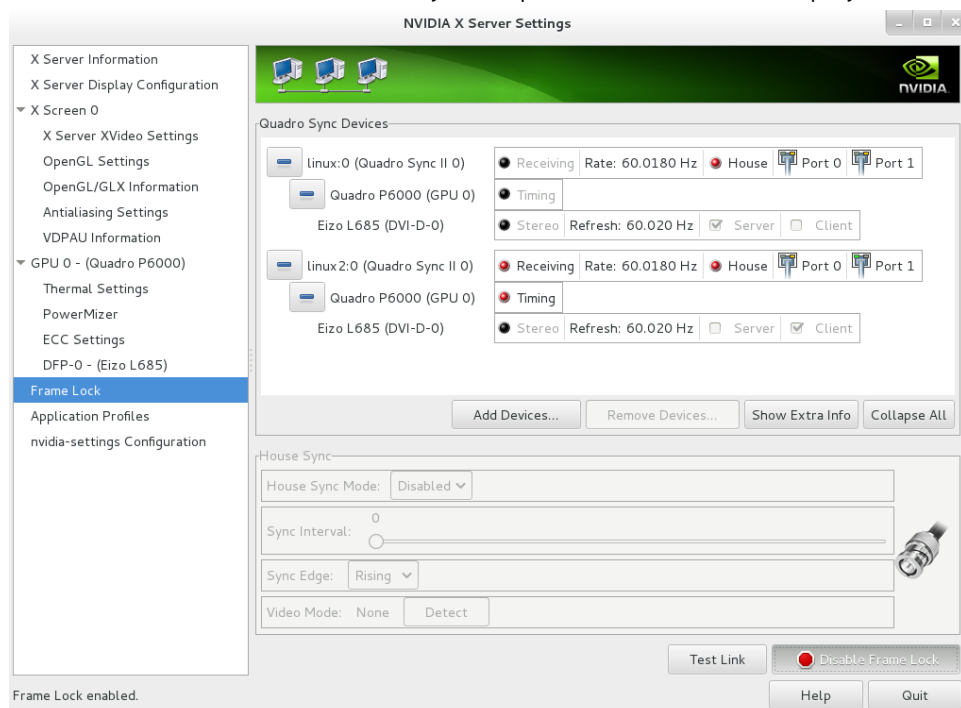 NVIDIA X Server Settings
X Server Information
X Server Display Configuration
X Screen 0
X Server XVideo Settings
OpenGL Settings
OpenGL/GLX Information
Antialiasing Settings
VDPAU Information
GPU 0 - (Quadro P6000)
Thermal Settings
PowerMizer
ECC Settings
DFP-0 - (Eizo L685)
Frame Lock
Application Profiles
nvidia-settings Configuration
NVIDIA.
Quadro Sync Devices
linux:0 (Quadro Sync II 0) Receiving Rate: 60.0180 Hz House Port 0 Port 1
Quadro P6000 (GPU 0) Timing
Eizo L685 (DVI-D-0) Stereo Refresh: 60.020 Hz Server Client
linux2:0 (Quadro Sync II 0) Receiving Rate: 60.0180 Hz House Port 0 Port 1
Quadro P6000 (GPU 0) Timing
Eizo L685 (DVI-D-0) Stereo Refresh: 60.020 Hz Server Client
Add Devices... Remove Devices... Show Extra Info Collapse All
House Sync
House Sync Mode: Disabled
0
Sync Interval:
Sync Edge: Rising
Video Mode: None Detect
Test Link Disable Frame Lock
Frame Lock enabled. Help Quit